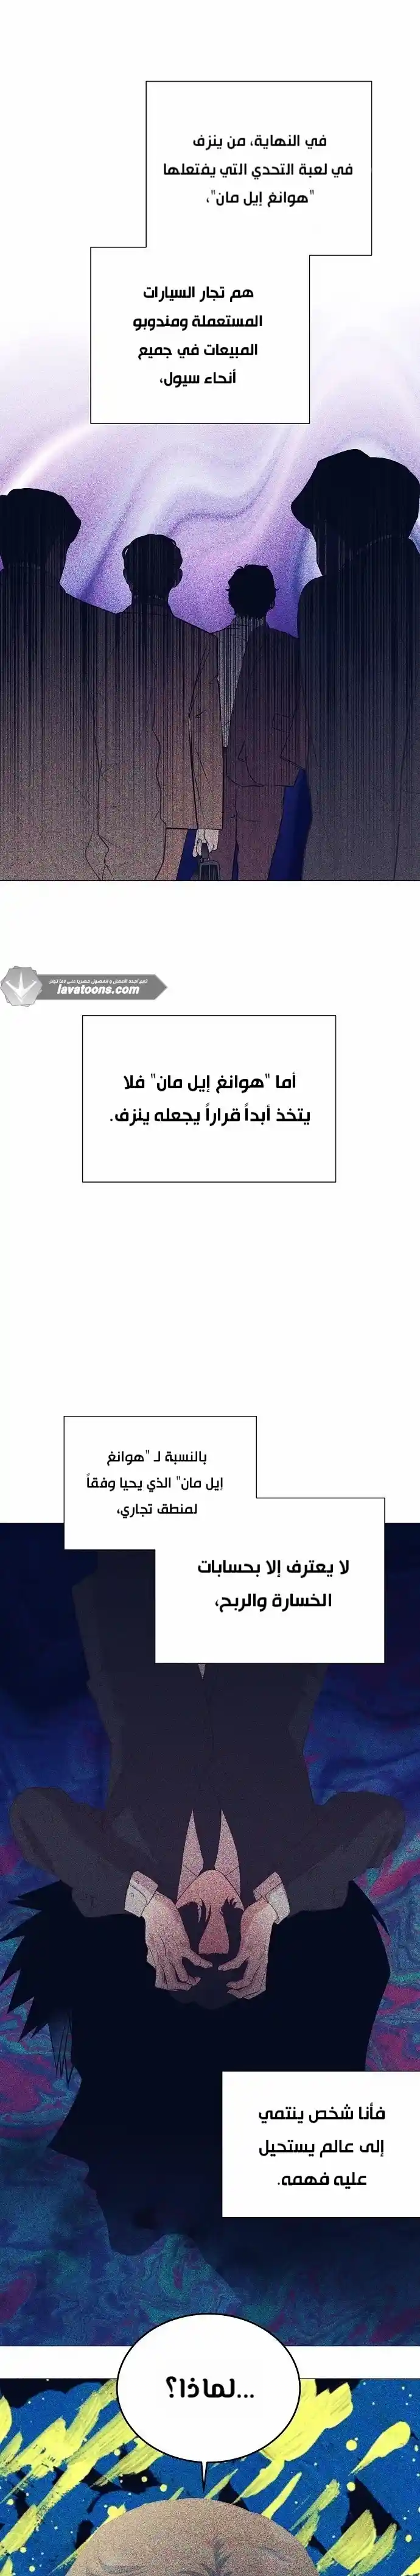 في النهاية، من ينزف
في لعبة التحدي التي يفتعلها
"هوانغ إيل مان"،
هم تجار السيارات
المستعملة ومندوبو
المبيعات في جميع
أنحاء سيول،
lavatoons.com
أما "هوانغ إيل مان" فلا
يتخذ أبداً قراراً يجعله ينزف.
بالنسبة لـ "هوانغ
إيل مان" الذي يحيا وفقاً
لمنطق تجاري،
لا يعترف إلا بحسابات
الخسارة والربح،
فأنا شخص ينتمي
إلى عالم يستحيل
عليه فهمه.
...لماذا؟